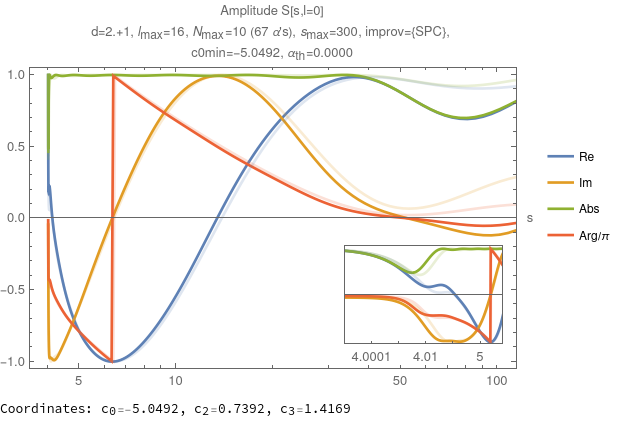 Amplitude S[s,l=0]
d=2.+1, lmax=16, Nmax=10 (67 α's), smax=300, improv={SPC},
c0min=-5.0492, αth=0.0000
1.0
0.5
0.0
-0.5
-1.0
5
10
50
100
s
4.0001
4.01
5
Re
Im
Abs
Arg/π
Coordinates: c0=-5.0492, c2=0.7392, c3=1.4169